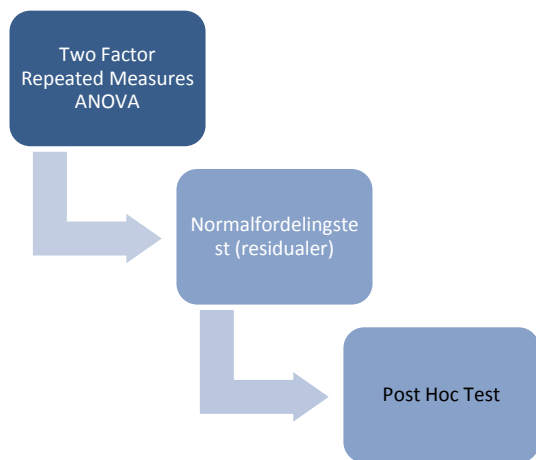 Two Factor
Repeated Measures
ANOVA
Normalfordelingste
st (residualer)
Post Hoc Test